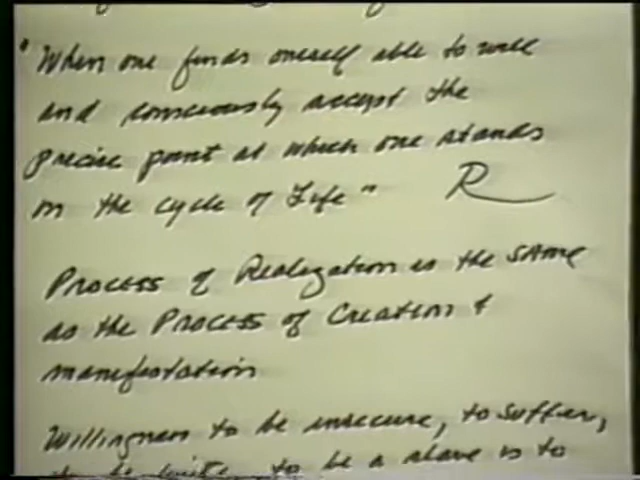 "When one finds oneself able to will
and consciously accept the
precise point at which one stands
on the cycle of Life" R
Process of Realization is the SAME
as the Process of Creation &
manifestation
Willingness to be insecure, to suffer,
to be a slave is to